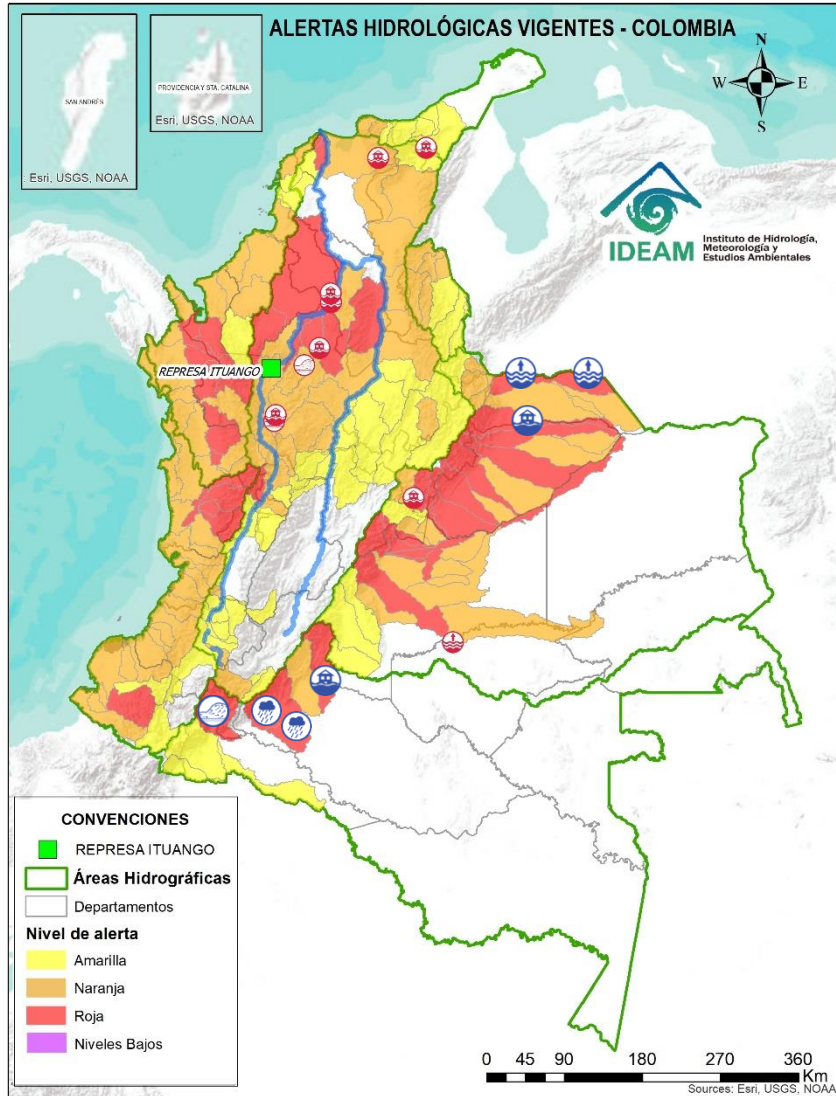 ALERTAS HIDROLÓGICAS VIGENTES - COLOMBIA
SAN ANDRÉS
Esri, USGS, NOAA
PROVIDENCIA Y STA. CATALINA
Esri, USGS, NOAA
N
W
E
S
IDEAM
Instituto de Hidrología,
Meteorología y
Estudios Ambientales
REPRESA ITUANGO
CONVENCIONES
REPRESA ITUANGO
Áreas Hidrográficas
Departamentos
Nivel de alerta
Amarilla
Naranja
Roja
Niveles Bajos
0 45 90 180 270 360
Km
Sources: Esri, USGS, NOAA